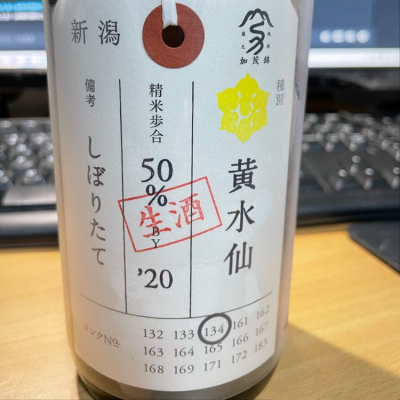 新潟
加茂錦
種別
黄水仙
精米歩合
50%
BY
'20
生酒
備考
しぼりたて
タンクNo.
132 133 134 161 162
163 164 165 166 167
168 169 171 172 183